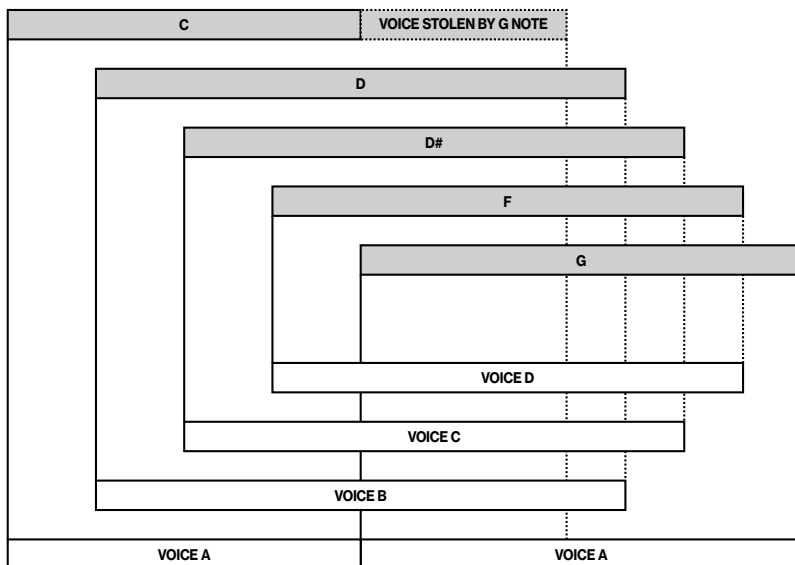 C
VOICE STOLEN BY G NOTE
D
D#
F
G
VOICE D
VOICE C
VOICE B
VOICE A
VOICE A